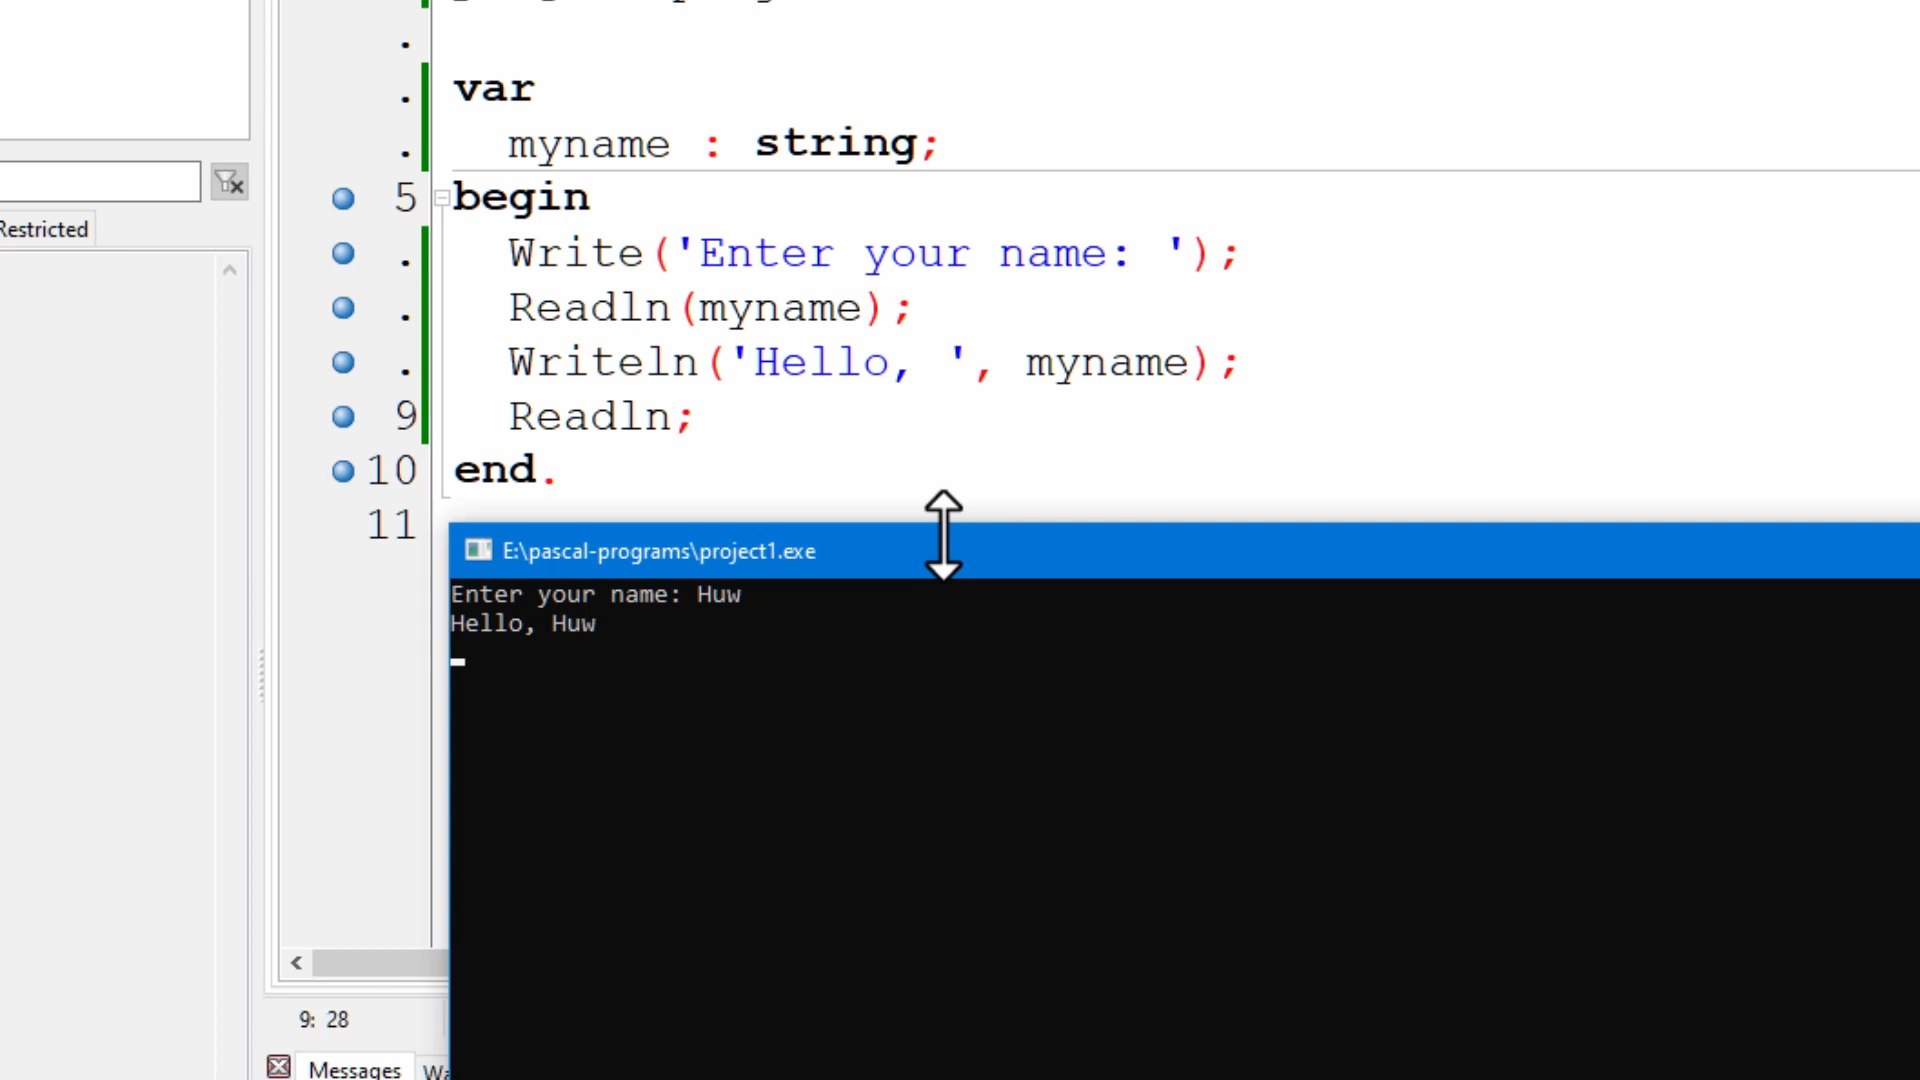 .
. var
. myname : string;
Restricted
5 begin
. Write('Enter your name: ');
. Readln(myname);
. Writeln('Hello, ', myname);
9 Readln;
10 end.
11
E:\pascal-programs\project1.exe
Enter your name: Huw
Hello, Huw
9: 28
Messages